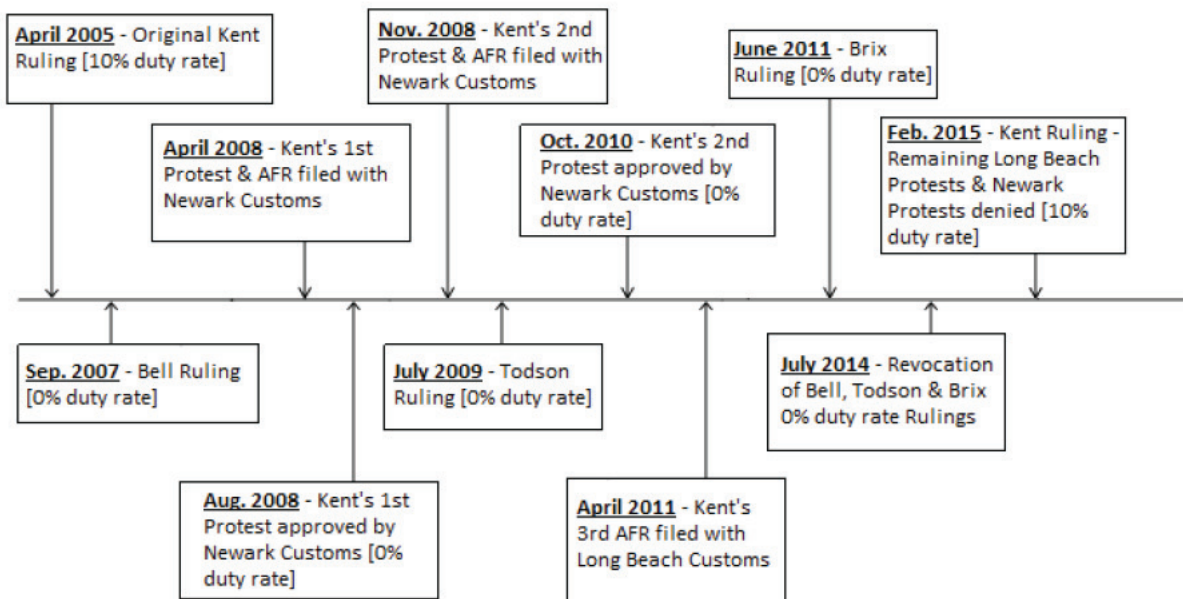 April 2005 - Original Kent
Ruling [10% duty rate]
Nov. 2008 - Kent's 2nd
Protest & AFR filed with
Newark Customs
June 2011 - Brix
Ruling [0% duty rate]
April 2008 - Kent's 1st
Protest & AFR filed with
Newark Customs
Oct. 2010 - Kent's 2nd
Protest approved by
Newark Customs [0%
duty rate]
Feb. 2015 - Kent Ruling -
Remaining Long Beach
Protests & Newark
Protests denied [10%
duty rate]
Sep. 2007 - Bell Ruling
[0% duty rate]
July 2009 - Todson
Ruling [0% duty rate]
July 2014 - Revocation
of Bell, Todson & Brix
0% duty rate Rulings
Aug. 2008 - Kent's 1st
Protest approved by
Newark Customs [0%
duty rate]
April 2011 - Kent's
3rd AFR filed with
Long Beach Customs